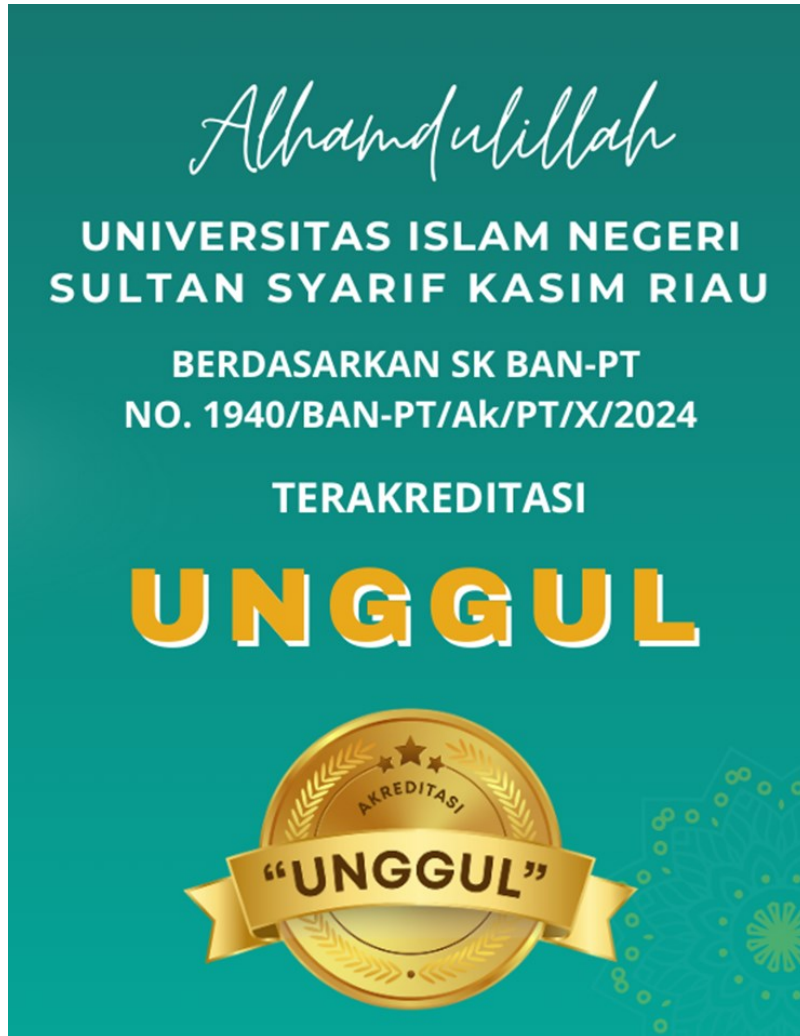 Alhamdulillah
UNIVERSITAS ISLAM NEGERI
SULTAN SYARIF KASIM RIAU
BERDASARKAN SK BAN-PT
NO. 1940/BAN-PT/Ak/PT/X/2024
TERAKREDITASI
UNGGUL
AKREDITASI
“UNGGUL”